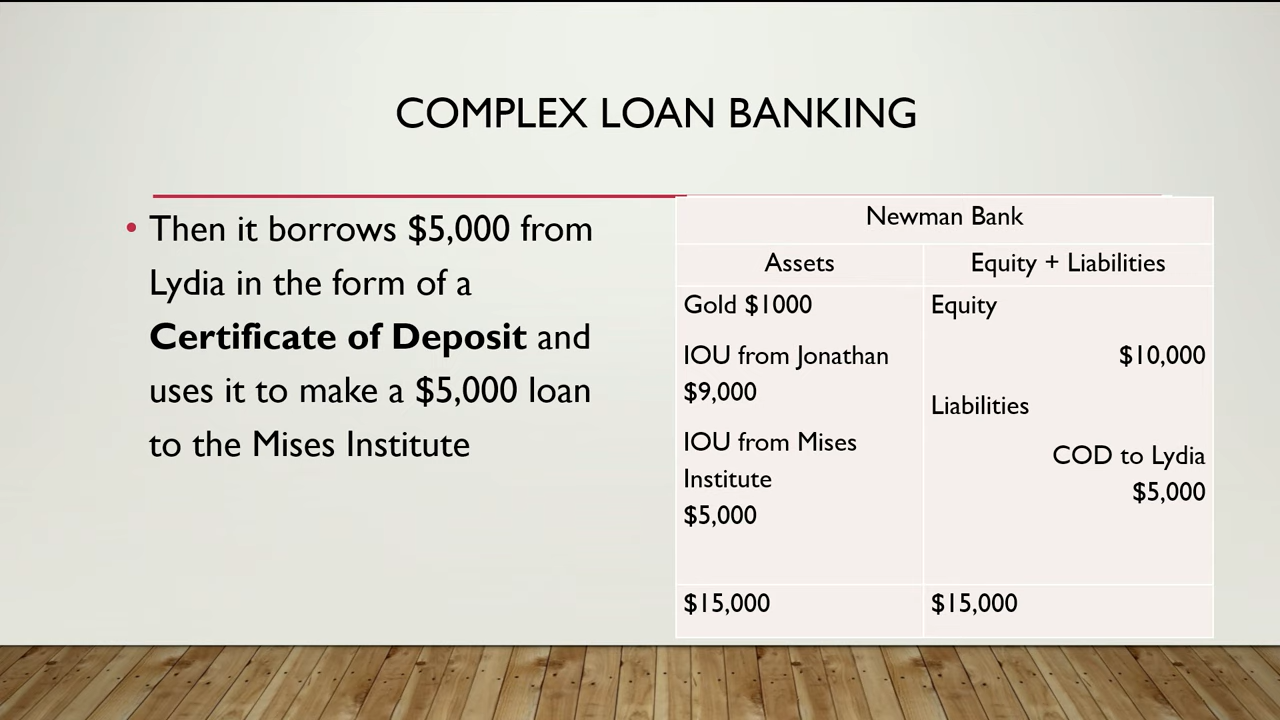 COMPLEX LOAN BANKING
• Then it borrows $5,000 from
Lydia in the form of a
Certificate of Deposit and
uses it to make a $5,000 loan
to the Mises Institute
Newman Bank
Assets
Equity + Liabilities
Gold $1000
IOU from Jonathan
$9,000
IOU from Mises
Institute
$5,000
Equity
$10,000
Liabilities
COD to Lydia
$5,000
$15,000
$15,000